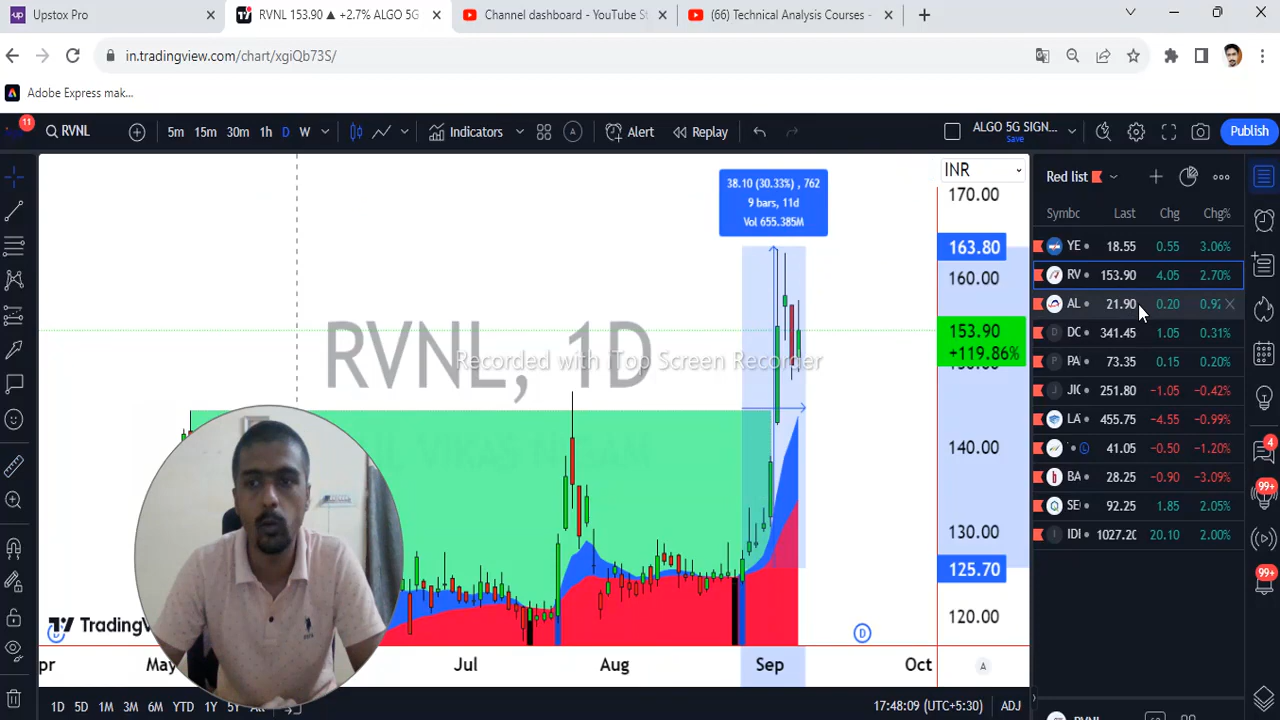 Upstox Pro
RVNL 153.90 ▲ +2.7% ALGO 5G
Channel dashboard - YouTube St
(66) Technical Analysis Courses -
in.tradingview.com/chart/xgiQb73S/
Adobe Express mak...
11
RVNL
5m 15m 30m 1h D W
Indicators
Alert
Replay
ALGO 5G SIGN...
Save
Publish
INR
Red list
Symbc Last Chg Chg%
YE 18.55 0.55 3.06%
RV 153.90 4.05 2.70%
AL 21.90 0.20
DC 341.45 1.05 0.31%
PA 73.35 0.15 0.20%
JIC 251.80 -1.05 -0.42%
LA 455.75 -4.55 -0.99%
41.05 -0.50 -1.20%
BA 28.25 -0.90 -3.09%
SE 92.25 1.85 2.05%
IDI 1027.20 20.10 2.00%
38.10 (30.33%) , 762
9 bars, 11d
Vol 655.385M
170.00
163.80
160.00
153.90
+119.86%
140.00
130.00
125.70
120.00
RVNL, 1D
Recorded with iTop Screen Recorder
TradingV
D
May Jul Aug Sep Oct
A
1D 5D 1M 3M 6M YTD 1Y 5Y
17:48:09 (UTC+5:30)
ADJ
4
99+
99+